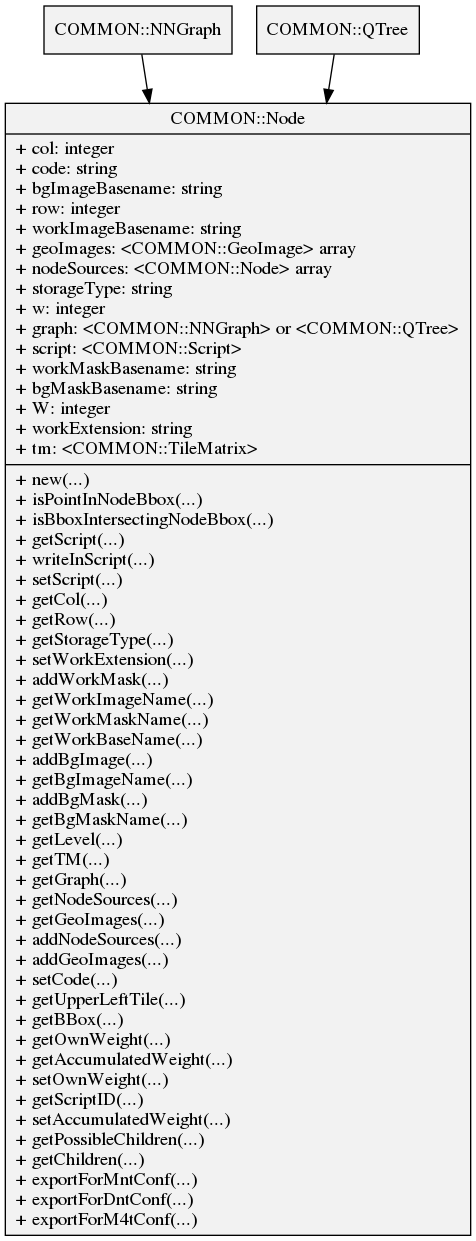 COMMON::NNGraph
COMMON::QTree
COMMON::Node
+ col: integer
+ code: string
+ bgImageBasename: string
+ row: integer
+ workImageBasename: string
+ geoImages: <COMMON::GeoImage> array
+ nodeSources: <COMMON::Node> array
+ storageType: string
+ w: integer
+ graph: <COMMON::NNGraph> or <COMMON::QTree>
+ script: <COMMON::Script>
+ workMaskBasename: string
+ bgMaskBasename: string
+ W: integer
+ workExtension: string
+ tm: <COMMON::TileMatrix>
+ new(...)
+ isPointInNodeBbox(...)
+ isBboxIntersectingNodeBbox(...)
+ getScript(...)
+ writeInScript(...)
+ setScript(...)
+ getCol(...)
+ getRow(...)
+ getStorageType(...)
+ setWorkExtension(...)
+ addWorkMask(...)
+ getWorkImageName(...)
+ getWorkMaskName(...)
+ getWorkBaseName(...)
+ addBgImage(...)
+ getBgImageName(...)
+ addBgMask(...)
+ getBgMaskName(...)
+ getLevel(...)
+ getTM(...)
+ getGraph(...)
+ getNodeSources(...)
+ getGeoImages(...)
+ addNodeSources(...)
+ addGeoImages(...)
+ setCode(...)
+ getUpperLeftTile(...)
+ getBBox(...)
+ getOwnWeight(...)
+ getAccumulatedWeight(...)
+ setOwnWeight(...)
+ getScriptID(...)
+ setAccumulatedWeight(...)
+ getPossibleChildren(...)
+ getChildren(...)
+ exportForMntConf(...)
+ exportForDntConf(...)
+ exportForM4tConf(...)